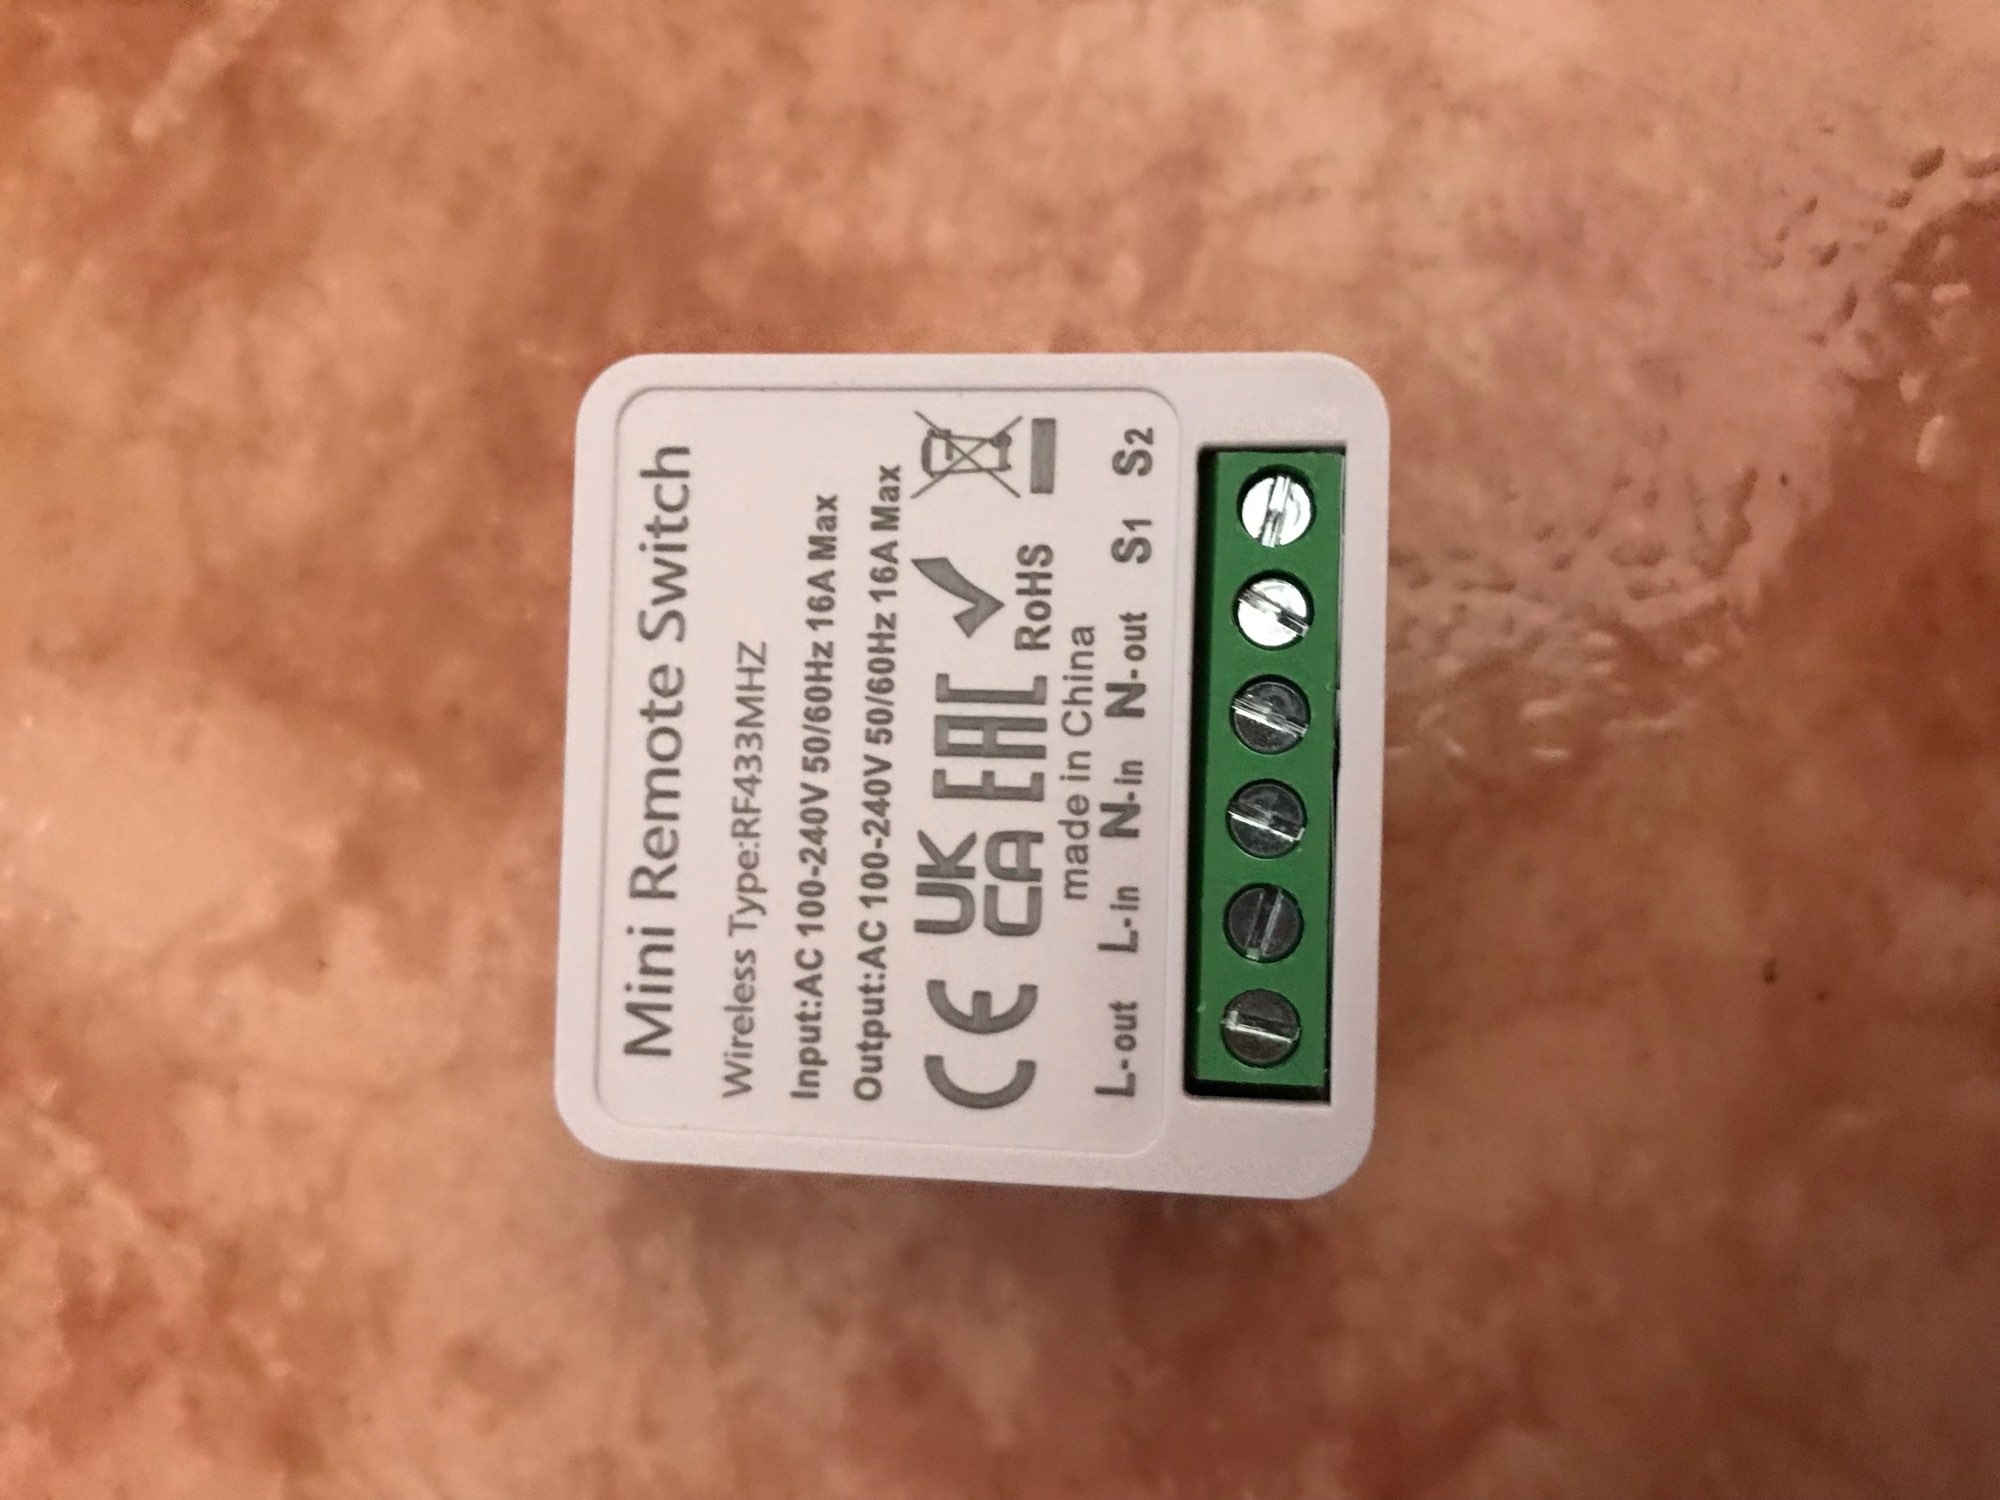 Mini Remote Switch
Wireless Type:RF433MHZ
Input:AC 100-240V 50/60Hz 16A Max
Output:AC 100-240V 50/60Hz 16A Max
CE UK CA EAC RoHS
made in China
L-out L-in N-in N-out S1 S2